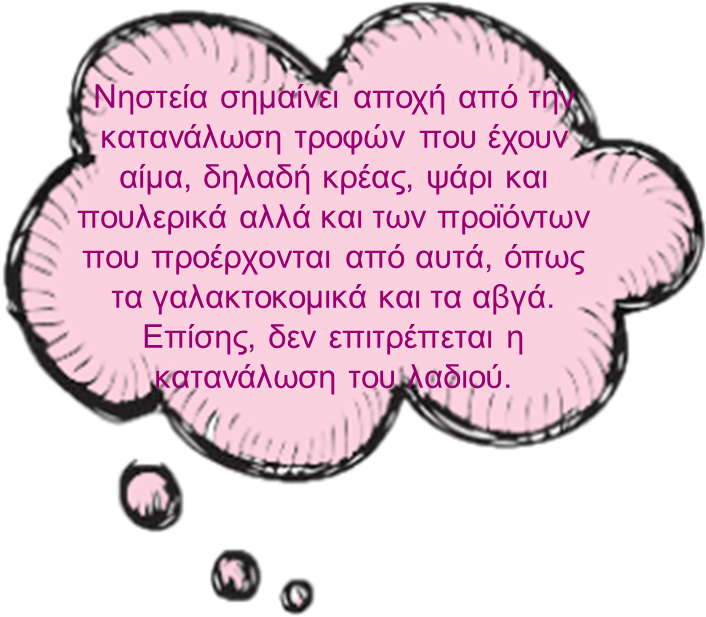 Νηστεία σημαίνει αποχή από την
κατανάλωση τροφών που έχουν
αίμα, δηλαδή κρέας, ψάρι και
πουλερικά αλλά και των προϊόντων
που προέρχονται από αυτά, όπως
τα γαλακτοκομικά και τα αβγά.
Επίσης, δεν επιτρέπεται η
κατανάλωση του λαδιού.